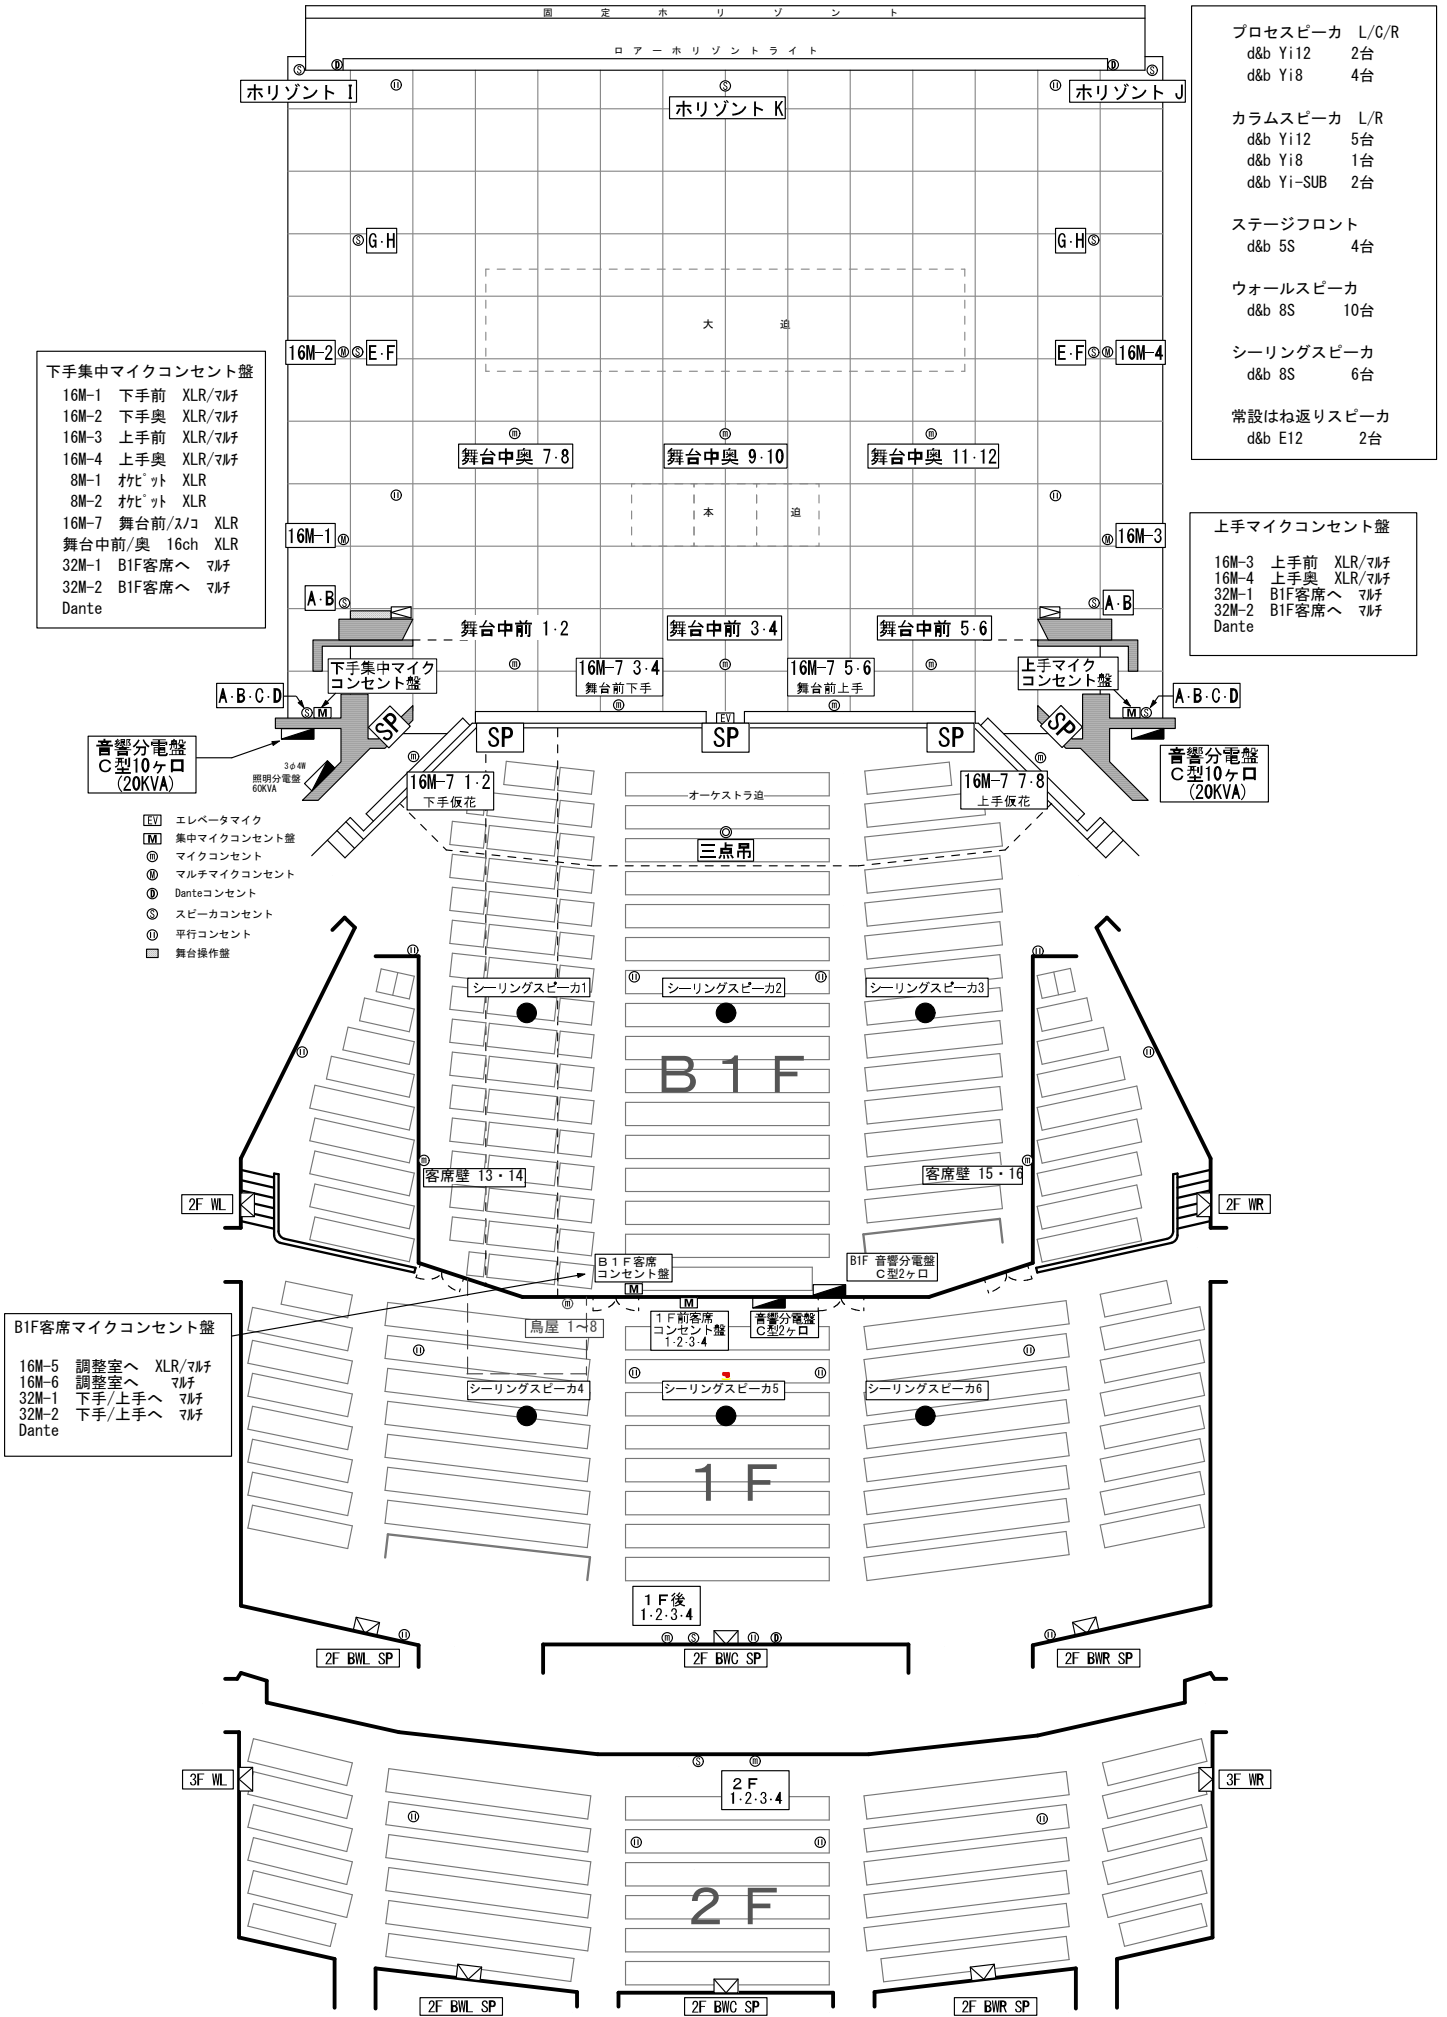 固定ホリゾント
ロアーホリゾントライト
ホリゾント I
ホリゾント K
ホリゾント J
プロセスピーカ L/C/R
d&b Yi12 2台
d&b Yi8 4台
カラムスピーカ L/R
d&b Yi12 5台
d&b Yi8 1台
d&b Yi-SUB 2台
ステージフロント
d&b 5S 4台
ウォールスピーカ
d&b 8S 10台
シーリングスピーカ
d&b 8S 6台
常設はね返りスピーカ
d&b E12 2台
G·H
G·H
大迫
16M-2
E·F
E·F
16M-4
下手集中マイクコンセント盤
16M-1 下手前 XLR/マルチ
16M-2 下手奥 XLR/マルチ
16M-3 上手前 XLR/マルチ
16M-4 上手奥 XLR/マルチ
8M-1 オケピット XLR
8M-2 オケピット XLR
16M-7 舞台前/スノコ XLR
舞台中前/奥 16ch XLR
32M-1 B1F客席へ マルチ
32M-2 B1F客席へ マルチ
Dante
舞台中奥 7·8
舞台中奥 9·10
舞台中奥 11·12
本迫
16M-1
16M-3
上手マイクコンセント盤
16M-3 上手前 XLR/マルチ
16M-4 上手奥 XLR/マルチ
32M-1 B1F客席へ マルチ
32M-2 B1F客席へ マルチ
Dante
A·B
A·B
舞台中前 1·2
舞台中前 3·4
舞台中前 5·6
下手集中マイク
コンセント盤
16M-7 3·4
舞台前下手
16M-7 5·6
舞台前上手
上手マイク
コンセント盤
A·B·C·D
A·B·C·D
EV
SP
SP
SP
SP
SP
音響分電盤
C型10ヶ口
(20KVA)
3φ4W
照明分電盤
60KVA
音響分電盤
C型10ヶ口
(20KVA)
16M-7 1·2
下手仮花
オーケストラ迫
16M-7 7·8
上手仮花
三点吊
EV エレベータマイク
M 集中マイクコンセント盤
m マイクコンセント
M マルチマイクコンセント
D Danteコンセント
S スピーカコンセント
平行コンセント
舞台操作盤
シーリングスピーカ1
シーリングスピーカ2
シーリングスピーカ3
B1F
客席壁 13・14
客席壁 15・16
2F WL
2F WR
B1F客席
コンセント盤
B1F 音響分電盤
C型2ヶ口
M
M
鳥屋 1～8
1F前客席
コンセント盤
1·2·3·4
音響分電盤
C型2ヶ口
B1F客席マイクコンセント盤
16M-5 調整室へ XLR/マルチ
16M-6 調整室へ マルチ
32M-1 下手/上手へ マルチ
32M-2 下手/上手へ マルチ
Dante
シーリングスピーカ4
シーリングスピーカ5
シーリングスピーカ6
1F
1F後
1·2·3·4
2F BWL SP
2F BWC SP
2F BWR SP
3F WL
2F
1·2·3·4
3F WR
2F
2F BWL SP
2F BWC SP
2F BWR SP